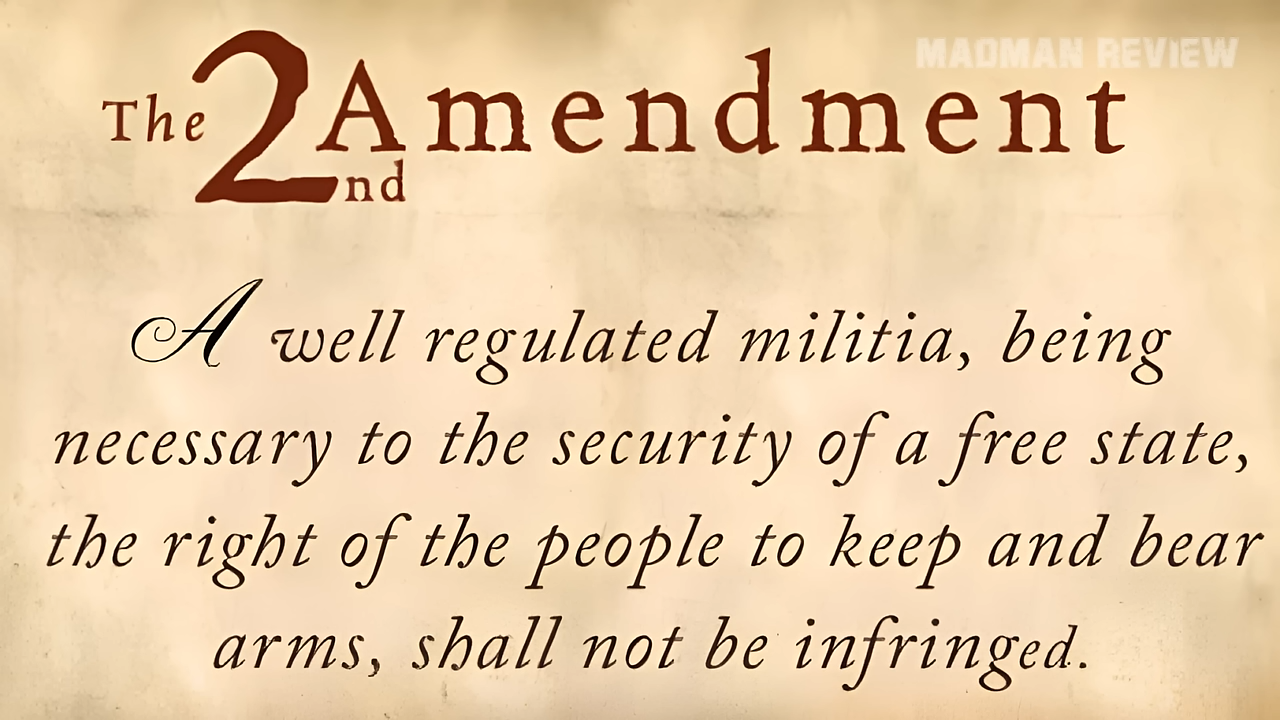 MADMAN REVIEW
The 2nd Amendment
A well regulated militia, being
necessary to the security of a free state,
the right of the people to keep and bear
arms, shall not be infringed.